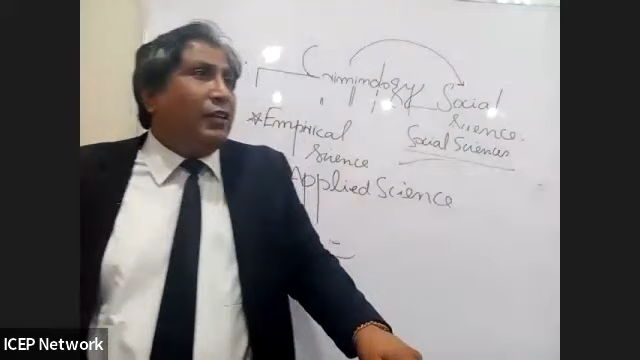 Criminology
Social
Science.
Social Sciences
*Empirical
Science
Applied Science
ICEP Network